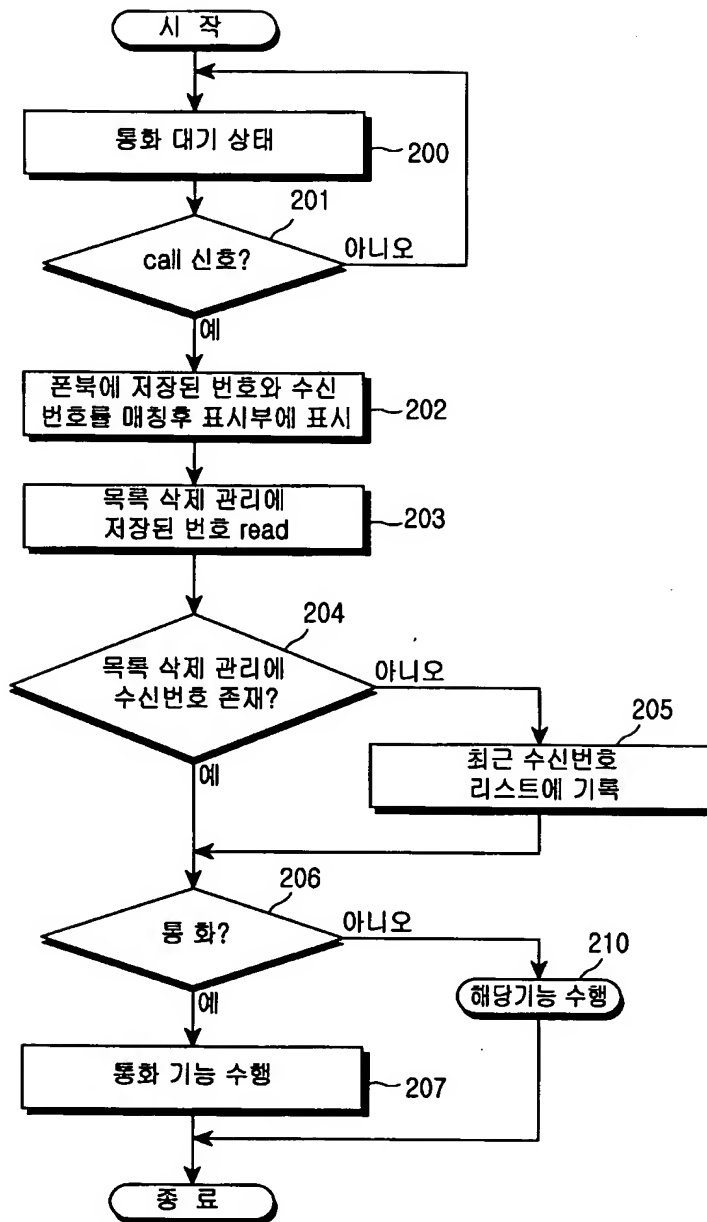 시 작
통화 대기 상태
200
201
call 신호?
아니오
예
폰북에 저장된 번호와 수신
번호를 매칭후 표시부에 표시
202
목록 삭제 관리에
저장된 번호 read
203
204
목록 삭제 관리에
수신번호 존재?
아니오
예
205
최근 수신번호
리스트에 기록
206
통 화?
아니오
예
210
해당기능 수행
통화 기능 수행
207
종 료